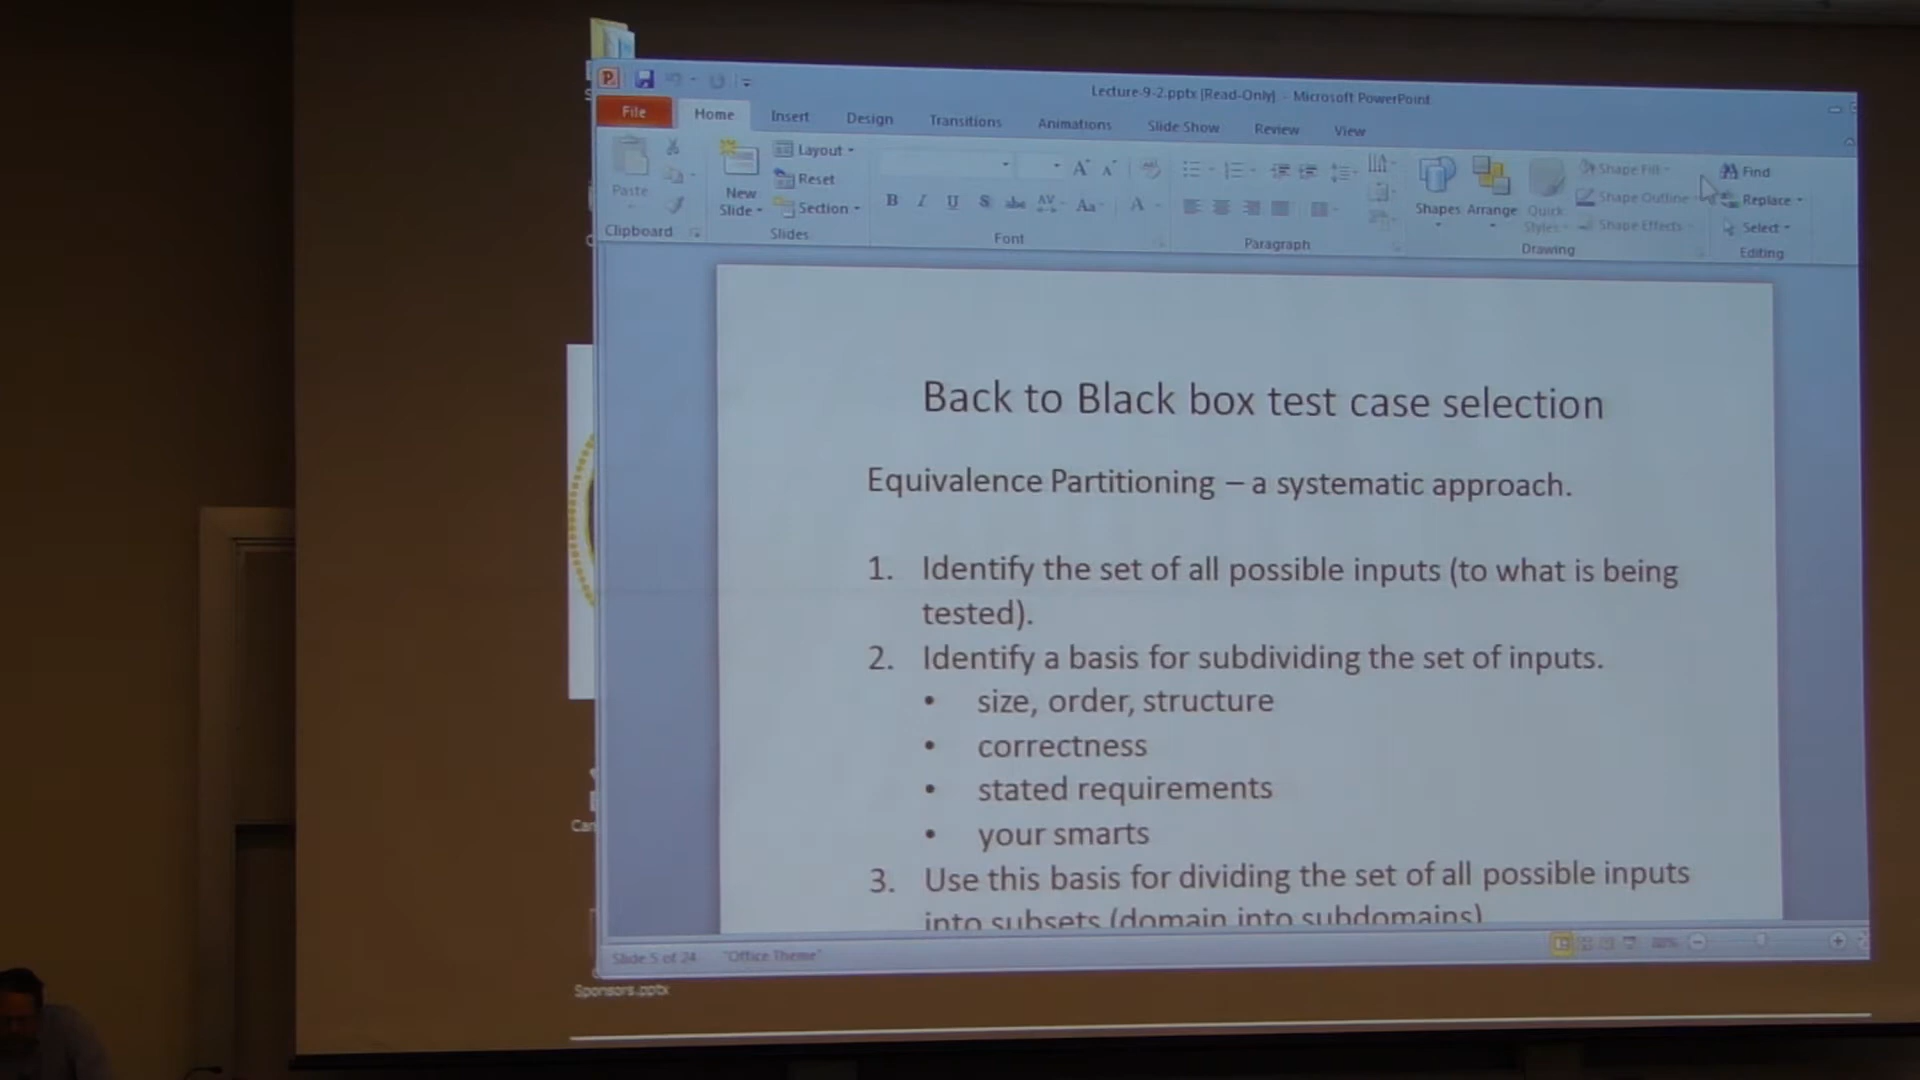 Lecture-9-2.pptx [Read-Only] - Microsoft PowerPoint
File Home Insert Design Transitions Animations Slide Show Review View
Paste
Clipboard
New Slide
Layout
Reset
Section
Slides
B I U S abc AV Aa A
Font
Paragraph
Shapes Arrange Quick Styles
Shape Fill
Shape Outline
Shape Effects
Drawing
Find
Replace
Select
Editing
Back to Black box test case selection
Equivalence Partitioning – a systematic approach.
1. Identify the set of all possible inputs (to what is being
tested).
2. Identify a basis for subdividing the set of inputs.
• size, order, structure
• correctness
• stated requirements
• your smarts
3. Use this basis for dividing the set of all possible inputs
into subsets (domain into subdomains)
Slide 5 of 24 "Office Theme"
Sponsors.pptx